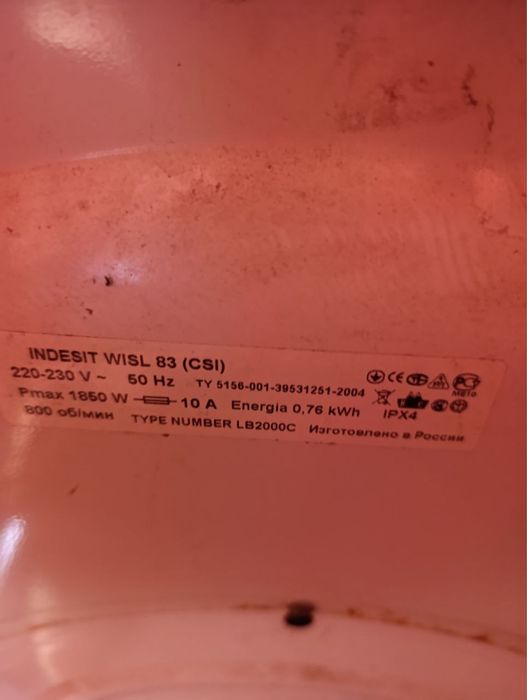 INDESIT WISL 83 (CSI)
220-230 V ~ 50 Hz TY 5156-001-39531251-2004
Pmax 1850 W 10 A Energia 0,76 kWh IPX4
800 об/мин TYPE NUMBER LB2000C Изготовлено в России
CE